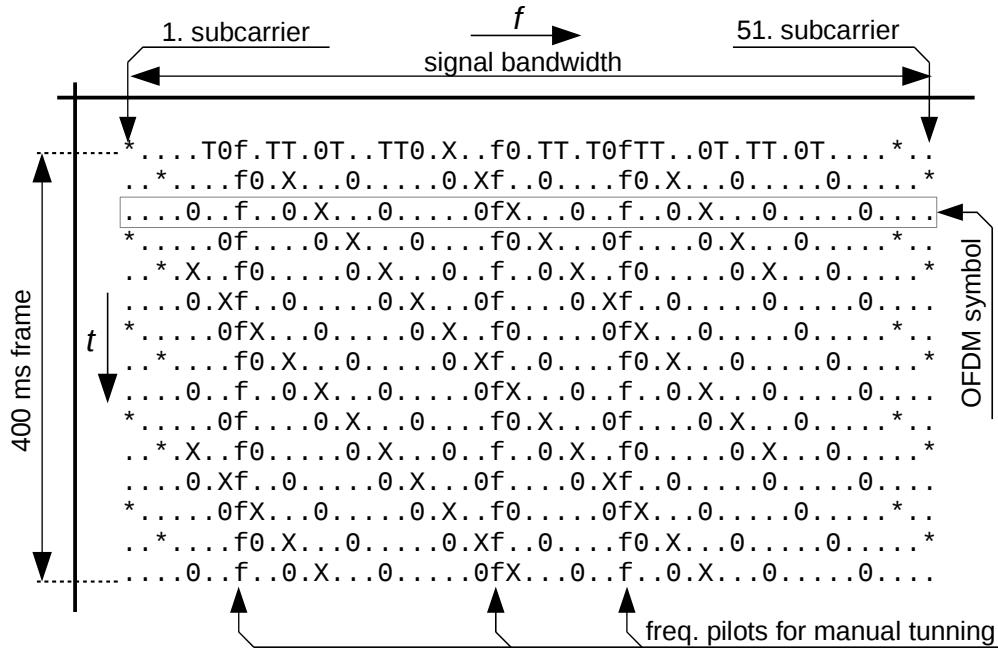 1. subcarrier
f
51. subcarrier
signal bandwidth
*....T0f.TT.0T..TT0.X..f0.TT.T0fTT..0T.TT.0T....*..
..*....f0.X...0.......Xf..0....f0.X...0.....0.....*
....0..f..0.X...0.....0fX...0..f..0.X...0.....0....
*.....0f....0.X...0....f0.X...0f....0.X...0.....*..
..*.X..f0.....0.X...0..f..0.X..f0.....0.X...0.....*
....0.Xf..0.....0.X...0f....0.Xf..0.....0.....0....
*.....0fX...0.....0.X..f0.....0fX...0.....0.....*..
..*....f0.X...0.......Xf..0....f0.X...0.....0.....*
....0..f..0.X...0.....0fX...0..f..0.X...0.....0....
*.....0f....0.X...0....f0.X...0f....0.X...0.....*..
..*.X..f0.....0.X...0..f..0.X..f0.....0.X...0.....*
....0.Xf..0.....0.X...0f....0.Xf..0.....0.....0....
*.....0fX...0.....0.X..f0.....0fX...0.....0.....*..
..*....f0.X...0.......Xf..0....f0.X...0.....0.....*
....0..f..0.X...0.....0fX...0..f..0.X...0.....0....
400 ms frame
t
OFDM symbol
freq. pilots for manual tunning